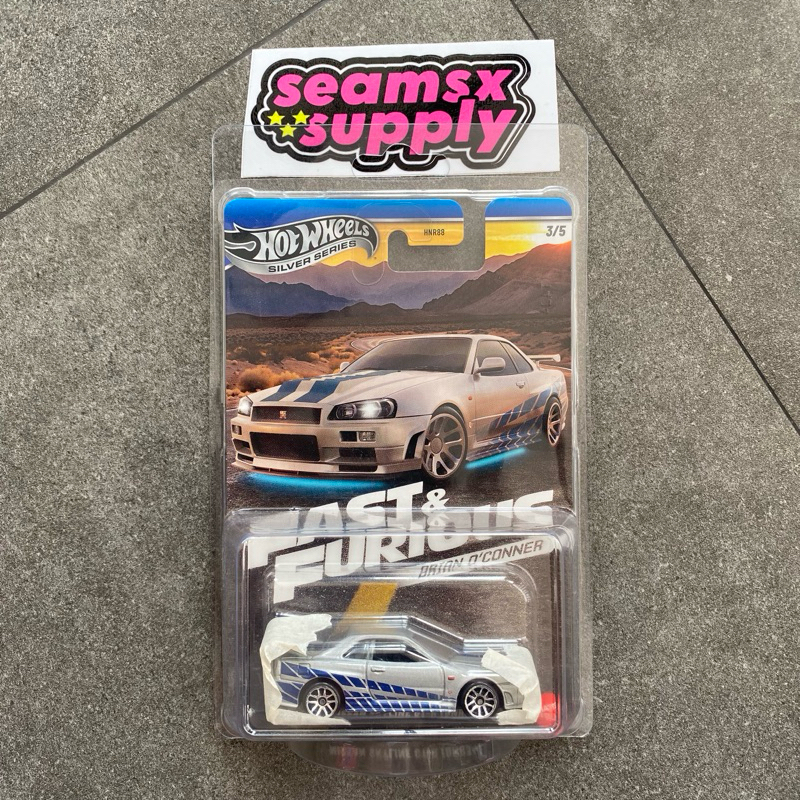 seamsx
supply
HOT WHEELS
SILVER SERIES
HNR88
3/5
FAST &
FURIOUS
BRIAN O'CONNER